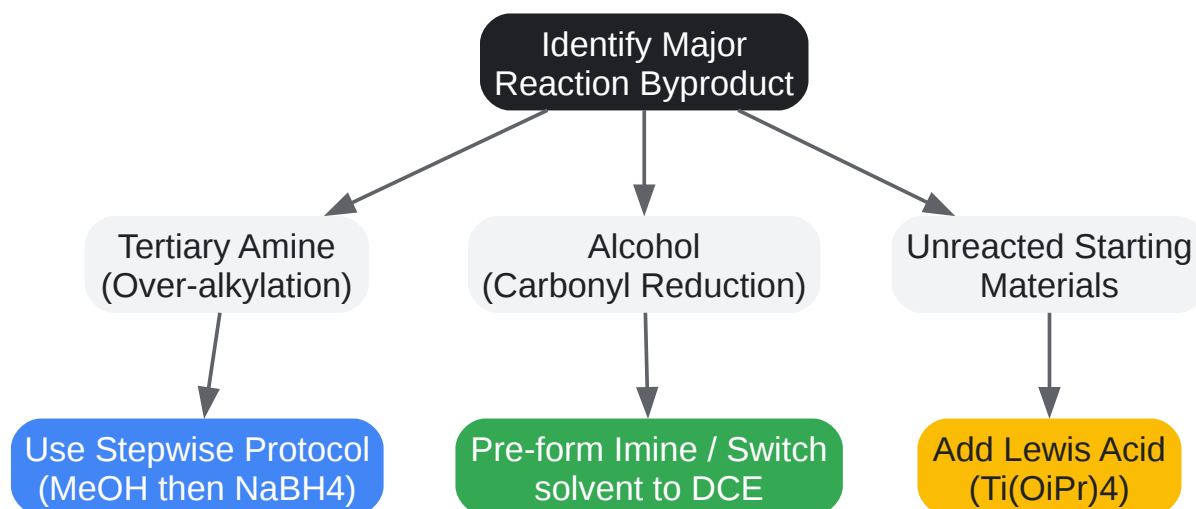 Identify Major
Reaction Byproduct
Tertiary Amine
(Over-alkylation)
Alcohol
(Carbonyl Reduction)
Unreacted Starting
Materials
Use Stepwise Protocol
(MeOH then NaBH4)
Pre-form Imine / Switch
solvent to DCE
Add Lewis Acid
(Ti(OiPr)4)